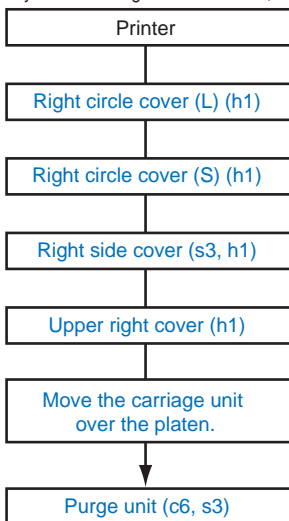 Printer
Right circle cover (L) (h1)
Right circle cover (S) (h1)
Right side cover (s3, h1)
Upper right cover (h1)
Move the carriage unit
over the platen.
Purge unit (c6, s3)